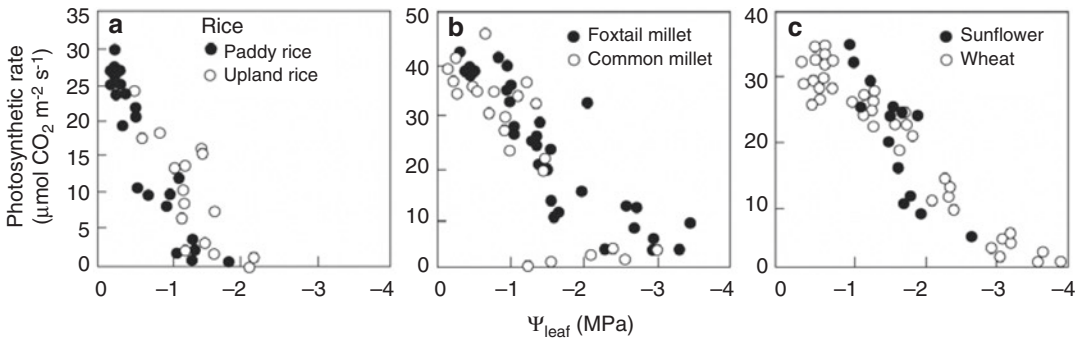 Photosynthetic rate
(μmol CO₂ m⁻² s⁻¹)
a
Rice
Paddy rice
Upland rice
35
30
25
20
15
10
5
0
0 –1 –2 –3 –4
b
Foxtail millet
Common millet
50
40
30
20
10
0
0 –1 –2 –3 –4
c
Sunflower
Wheat
40
30
20
10
0
0 –1 –2 –3 –4
Ψleaf (MPa)